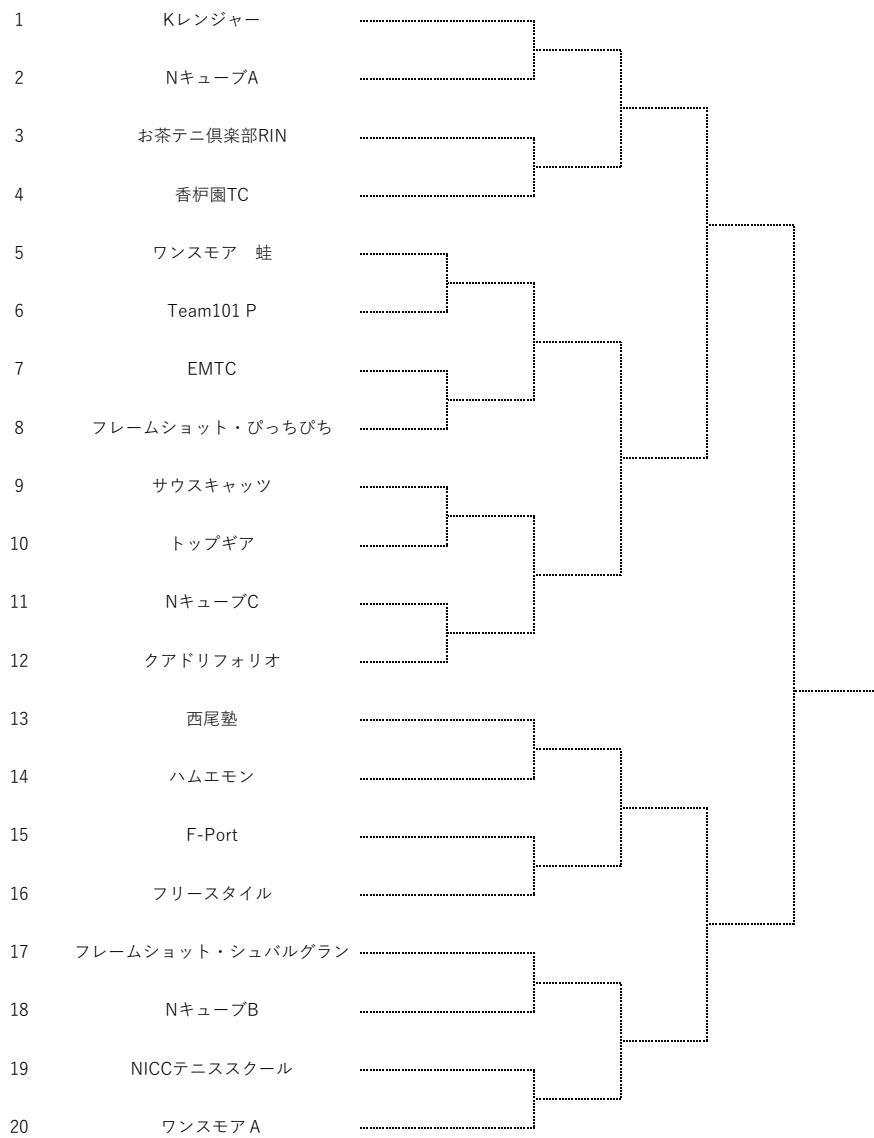 1 Kレンジャー
2 NキューブA
3 お茶テニ倶楽部RIN
4 香枦園TC
5 ワンスモア　蛙
6 Team101 P
7 EMTC
8 フレームショット・ぴっちぴち
9 サウスキャッツ
10 トップギア
11 NキューブC
12 クアドリフォリオ
13 西尾塾
14 ハムエモン
15 F-Port
16 フリースタイル
17 フレームショット・シュバルグラン
18 NキューブB
19 NICCテニススクール
20 ワンスモアA